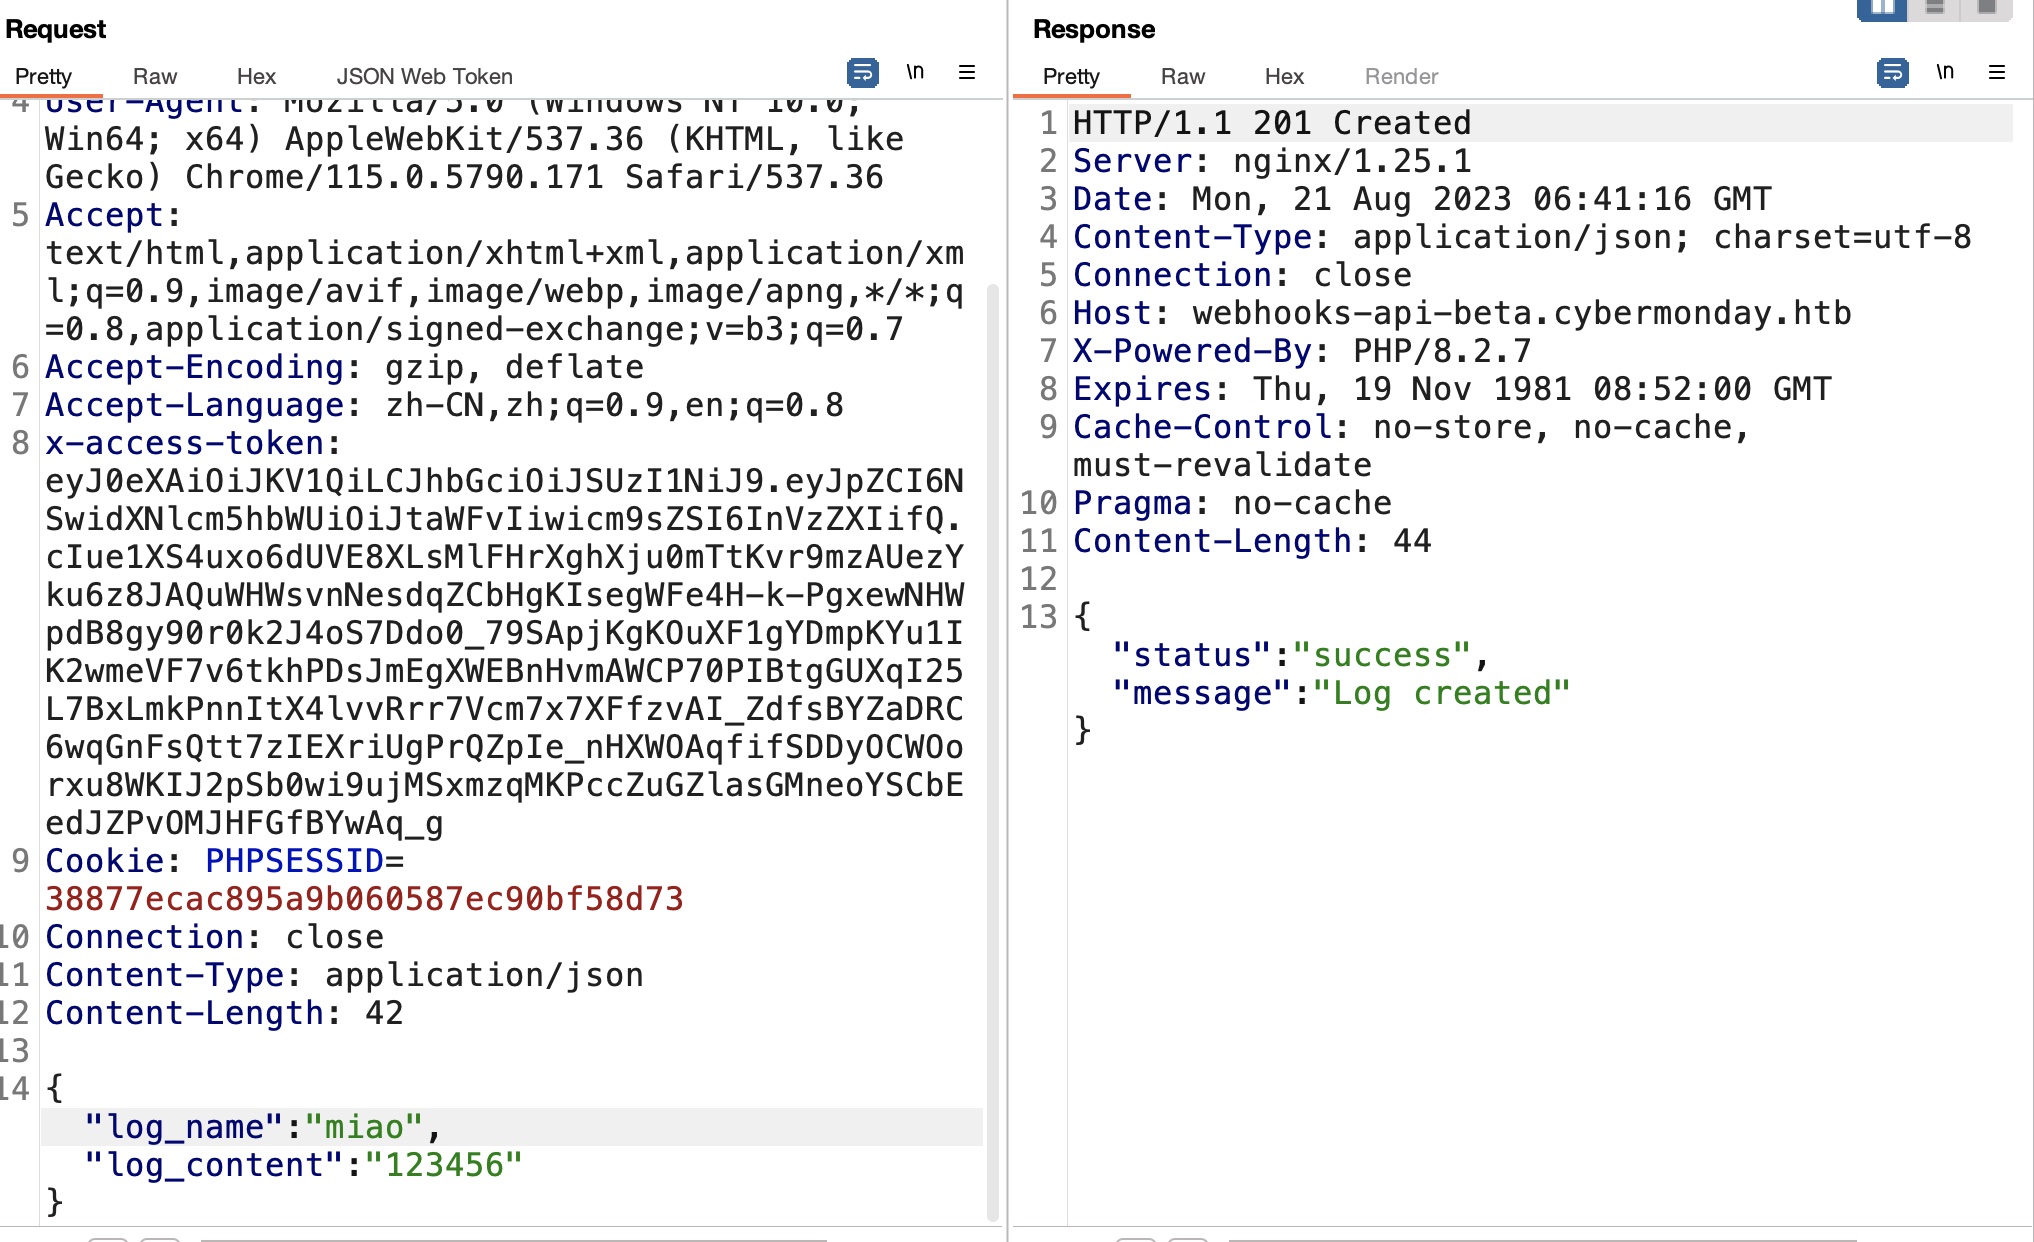 Request
Pretty Raw Hex JSON Web Token \n
4 User-Agent: Mozilla/5.0 (Windows NT 10.0;
Win64; x64) AppleWebKit/537.36 (KHTML, like
Gecko) Chrome/115.0.5790.171 Safari/537.36
5 Accept:
text/html,application/xhtml+xml,application/xm
l;q=0.9,image/avif,image/webp,image/apng,*/*;q
=0.8,application/signed-exchange;v=b3;q=0.7
6 Accept-Encoding: gzip, deflate
7 Accept-Language: zh-CN,zh;q=0.9,en;q=0.8
8 x-access-token:
eyJ0eXAiOiJKV1QiLCJhbGciOiJSUzI1NiJ9.eyJpZCI6N
SwidXNlcm5hbWUiOiJtaWFvIiwicm9sZSI6InVzZXIifQ.
cIue1XS4uxo6dUVE8XLsMlFHrXghXju0mTtKvr9mzAUezY
ku6z8JAQuWHWsvnNesdqZCbHgKIsegWFe4H-k-PgxewNHW
pdB8gy90r0k2J4oS7Ddo0_79SApjKgKOuXF1gYDmpKYu1I
K2wmeVF7v6tkhPDsJmEgXWEBnHvmAWCP70PIBtgGUXqI25
L7BxLmkPnnItX4lvvRrr7Vcm7x7XFfzvAI_ZdfsBYZaDRC
6wqGnFsQtt7zIEXriUgPrQZpIe_nHXWOAqfifSDDyOCWOo
rxu8WKIJ2pSb0wi9ujMSxmzqMKPccZuGZlasGMneoYSCbE
edJZPvOMJHFGfBYwAq_g
9 Cookie: PHPSESSID=
38877ecac895a9b060587ec90bf58d73
10 Connection: close
11 Content-Type: application/json
12 Content-Length: 42
13
14 {
"log_name":"miao",
"log_content":"123456"
}
Response
Pretty Raw Hex Render \n
1 HTTP/1.1 201 Created
2 Server: nginx/1.25.1
3 Date: Mon, 21 Aug 2023 06:41:16 GMT
4 Content-Type: application/json; charset=utf-8
5 Connection: close
6 Host: webhooks-api-beta.cybermonday.htb
7 X-Powered-By: PHP/8.2.7
8 Expires: Thu, 19 Nov 1981 08:52:00 GMT
9 Cache-Control: no-store, no-cache,
must-revalidate
10 Pragma: no-cache
11 Content-Length: 44
12
13 {
"status":"success",
"message":"Log created"
}